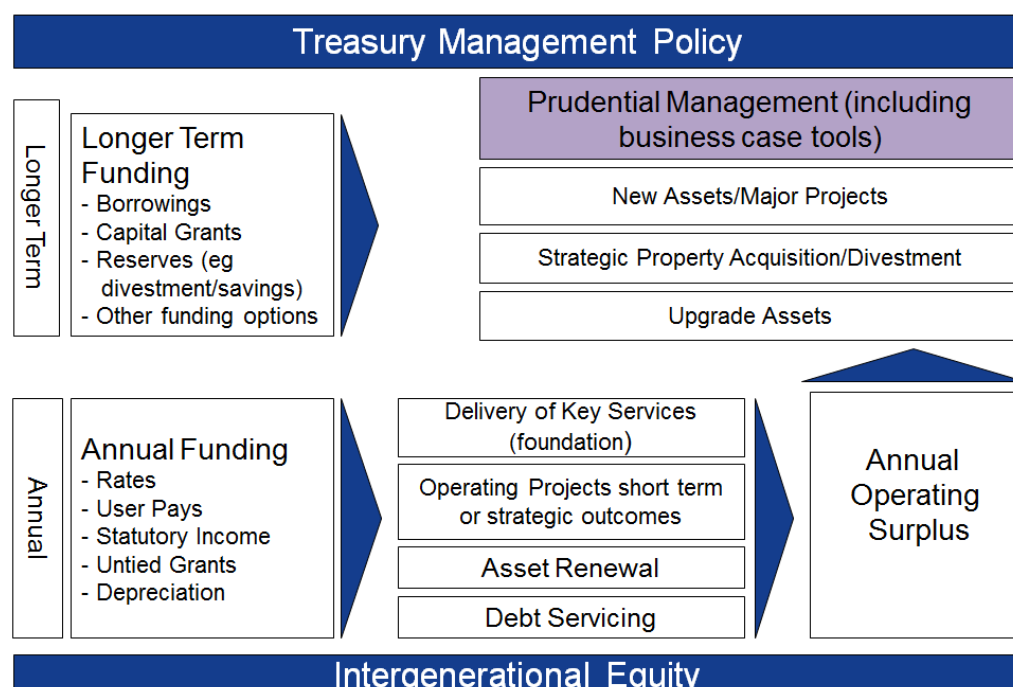 Treasury Management Policy
Longer Term
Longer Term
Funding
- Borrowings
- Capital Grants
- Reserves (eg
divestment/savings)
- Other funding options
Prudential Management (including
business case tools)
New Assets/Major Projects
Strategic Property Acquisition/Divestment
Upgrade Assets
Annual
Annual Funding
- Rates
- User Pays
- Statutory Income
- Untied Grants
- Depreciation
Delivery of Key Services
(foundation)
Operating Projects short term
or strategic outcomes
Asset Renewal
Debt Servicing
Annual
Operating
Surplus
Intergenerational Equity